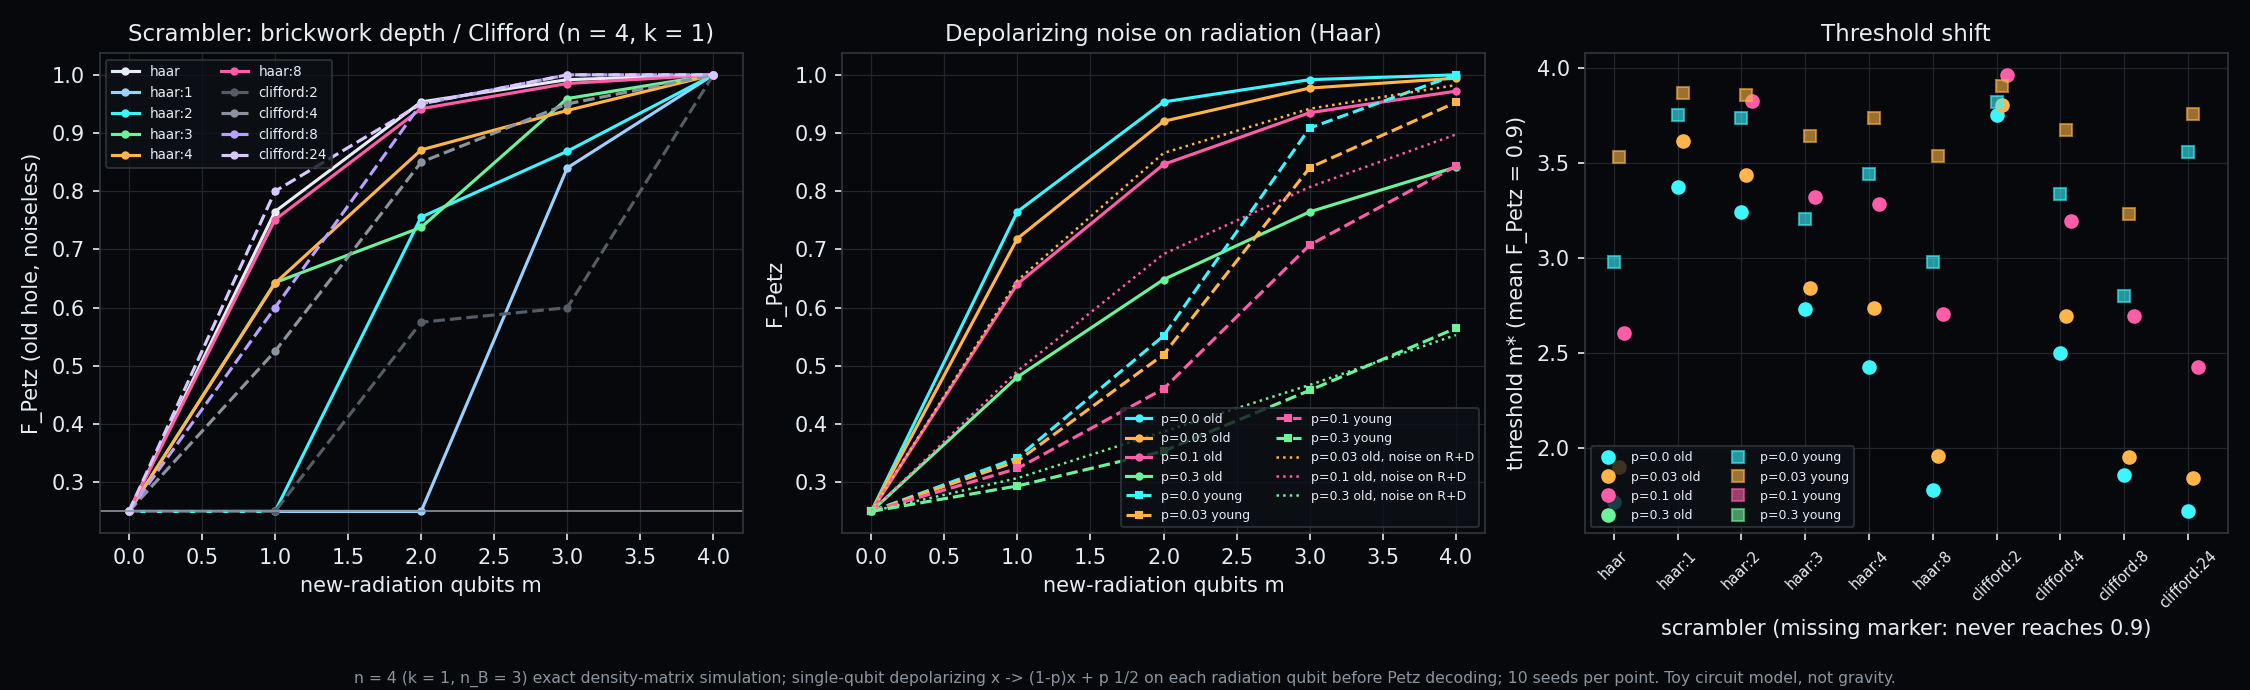 Scrambler: brickwork depth / Clifford (n = 4, k = 1)
haar
haar:1
haar:2
haar:3
haar:4
haar:8
clifford:2
clifford:4
clifford:8
clifford:24
F_Petz (old hole, noiseless)
1.0
0.9
0.8
0.7
0.6
0.5
0.4
0.3
0.0 0.5 1.0 1.5 2.0 2.5 3.0 3.5 4.0
new-radiation qubits m
Depolarizing noise on radiation (Haar)
F_Petz
1.0
0.9
0.8
0.7
0.6
0.5
0.4
0.3
p=0.0 old
p=0.03 old
p=0.1 old
p=0.3 old
p=0.0 young
p=0.03 young
p=0.1 young
p=0.3 young
p=0.03 old, noise on R+D
p=0.1 old, noise on R+D
p=0.3 old, noise on R+D
0.0 0.5 1.0 1.5 2.0 2.5 3.0 3.5 4.0
new-radiation qubits m
Threshold shift
threshold m* (mean F_Petz = 0.9)
4.0
3.5
3.0
2.5
2.0
p=0.0 old
p=0.03 old
p=0.1 old
p=0.3 old
p=0.0 young
p=0.03 young
p=0.1 young
p=0.3 young
haar
haar:1
haar:2
haar:3
haar:4
haar:8
clifford:2
clifford:4
clifford:8
clifford:24
scrambler (missing marker: never reaches 0.9)
n = 4 (k = 1, n_B = 3) exact density-matrix simulation; single-qubit depolarizing x -> (1-p)x + p 1/2 on each radiation qubit before Petz decoding; 10 seeds per point. Toy circuit model, not gravity.